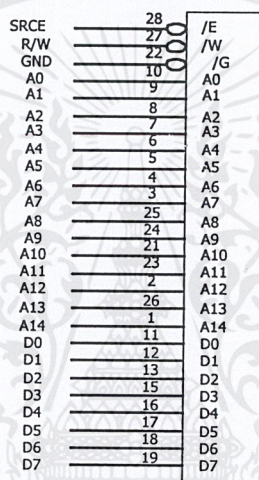 SRCE 28 /E
R/W 27 /W
GND 22 /G
A0 10 A0
A1 9 A1
A2 8 A2
A3 7 A3
A4 6 A4
A5 5 A5
A6 4 A6
A7 3 A7
A8 25 A8
A9 24 A9
A10 21 A10
A11 23 A11
A12 2 A12
A13 26 A13
A14 1 A14
D0 11 D0
D1 12 D1
D2 13 D2
D3 15 D3
D4 16 D4
D5 17 D5
D6 18 D6
D7 19 D7